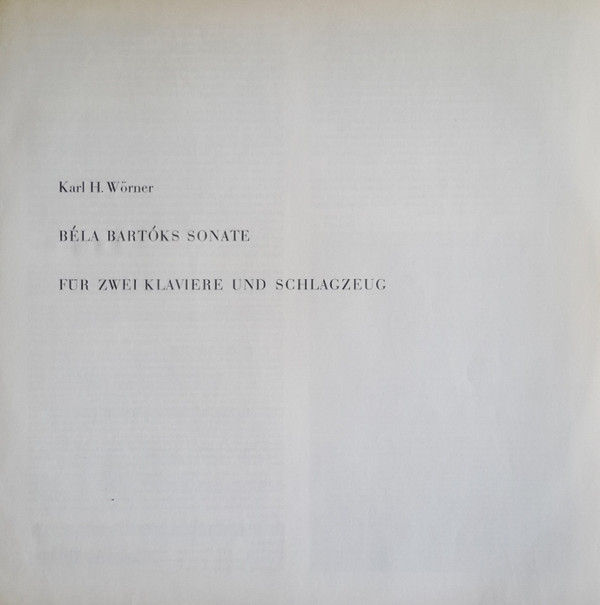 Karl H. Wörner
BÉLA BARTÓKS SONATE
FÜR ZWEI KLAVIERE UND SCHLAGZEUG